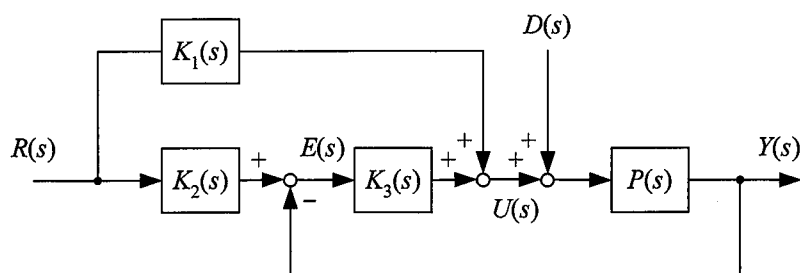 D(s)
K₁(s)
R(s)
K₂(s)
+
-
E(s)
K₃(s)
+
+
U(s)
+
+
P(s)
Y(s)